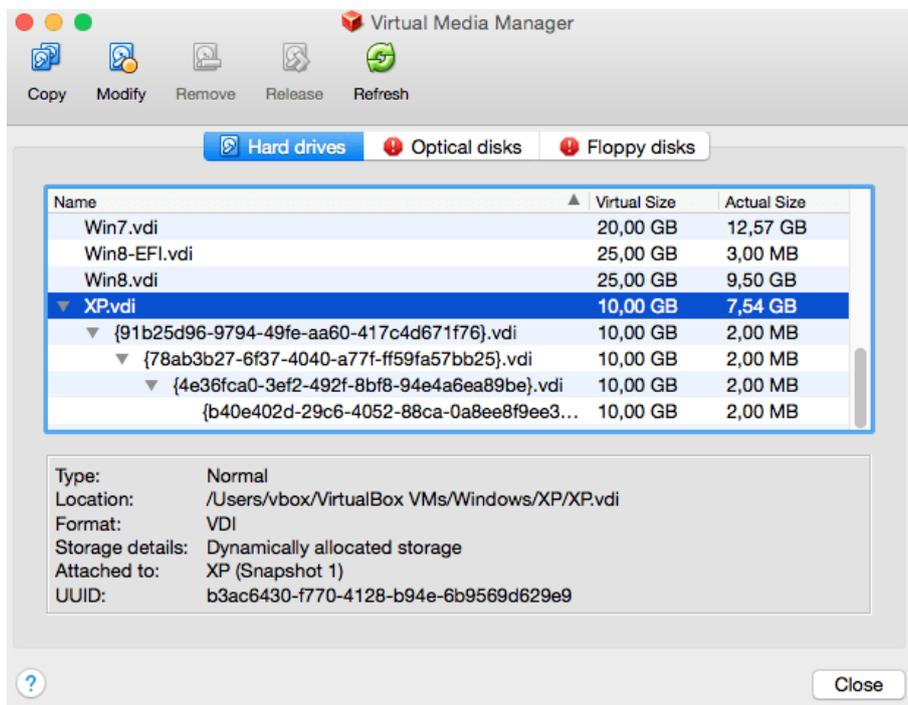 Virtual Media Manager
Copy Modify Remove Release Refresh
Hard drives Optical disks Floppy disks
Name Virtual Size Actual Size
Win7.vdi 20,00 GB 12,57 GB
Win8-EFI.vdi 25,00 GB 3,00 MB
Win8.vdi 25,00 GB 9,50 GB
XP.vdi 10,00 GB 7,54 GB
{91b25d96-9794-49fe-aa60-417c4d671f76}.vdi 10,00 GB 2,00 MB
{78ab3b27-6f37-4040-a77f-ff59fa57bb25}.vdi 10,00 GB 2,00 MB
{4e36fca0-3ef2-492f-8bf8-94e4a6ea89be}.vdi 10,00 GB 2,00 MB
{b40e402d-29c6-4052-88ca-0a8ee8f9ee3... 10,00 GB 2,00 MB
Type: Normal
Location: /Users/vbox/VirtualBox VMs/Windows/XP/XP.vdi
Format: VDI
Storage details: Dynamically allocated storage
Attached to: XP (Snapshot 1)
UUID: b3ac6430-f770-4128-b94e-6b9569d629e9
? Close